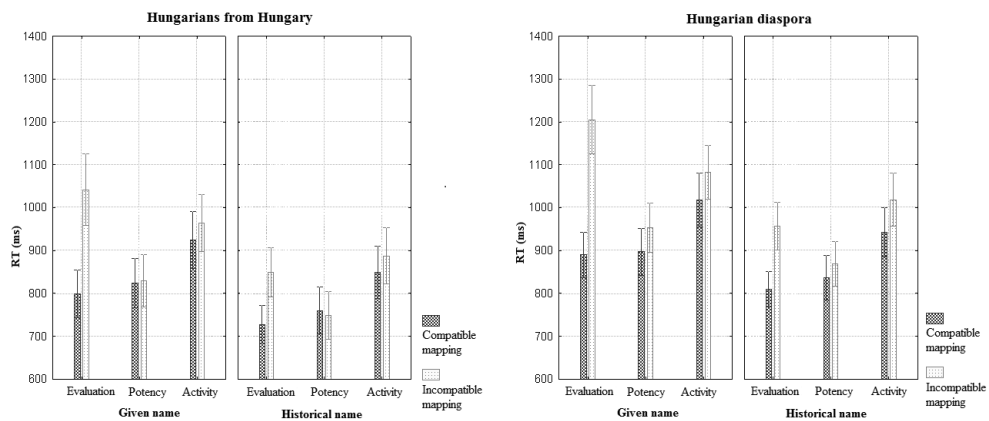 Hungarians from Hungary
RT (ms)
1400
1300
1200
1100
1000
900
800
700
600
Evaluation Potency Activity
Given name
Evaluation Potency Activity
Historical name
Compatible
mapping
Incompatible
mapping
Hungarian diaspora
RT (ms)
1400
1300
1200
1100
1000
900
800
700
600
Evaluation Potency Activity
Given name
Evaluation Potency Activity
Historical name
Compatible
mapping
Incompatible
mapping